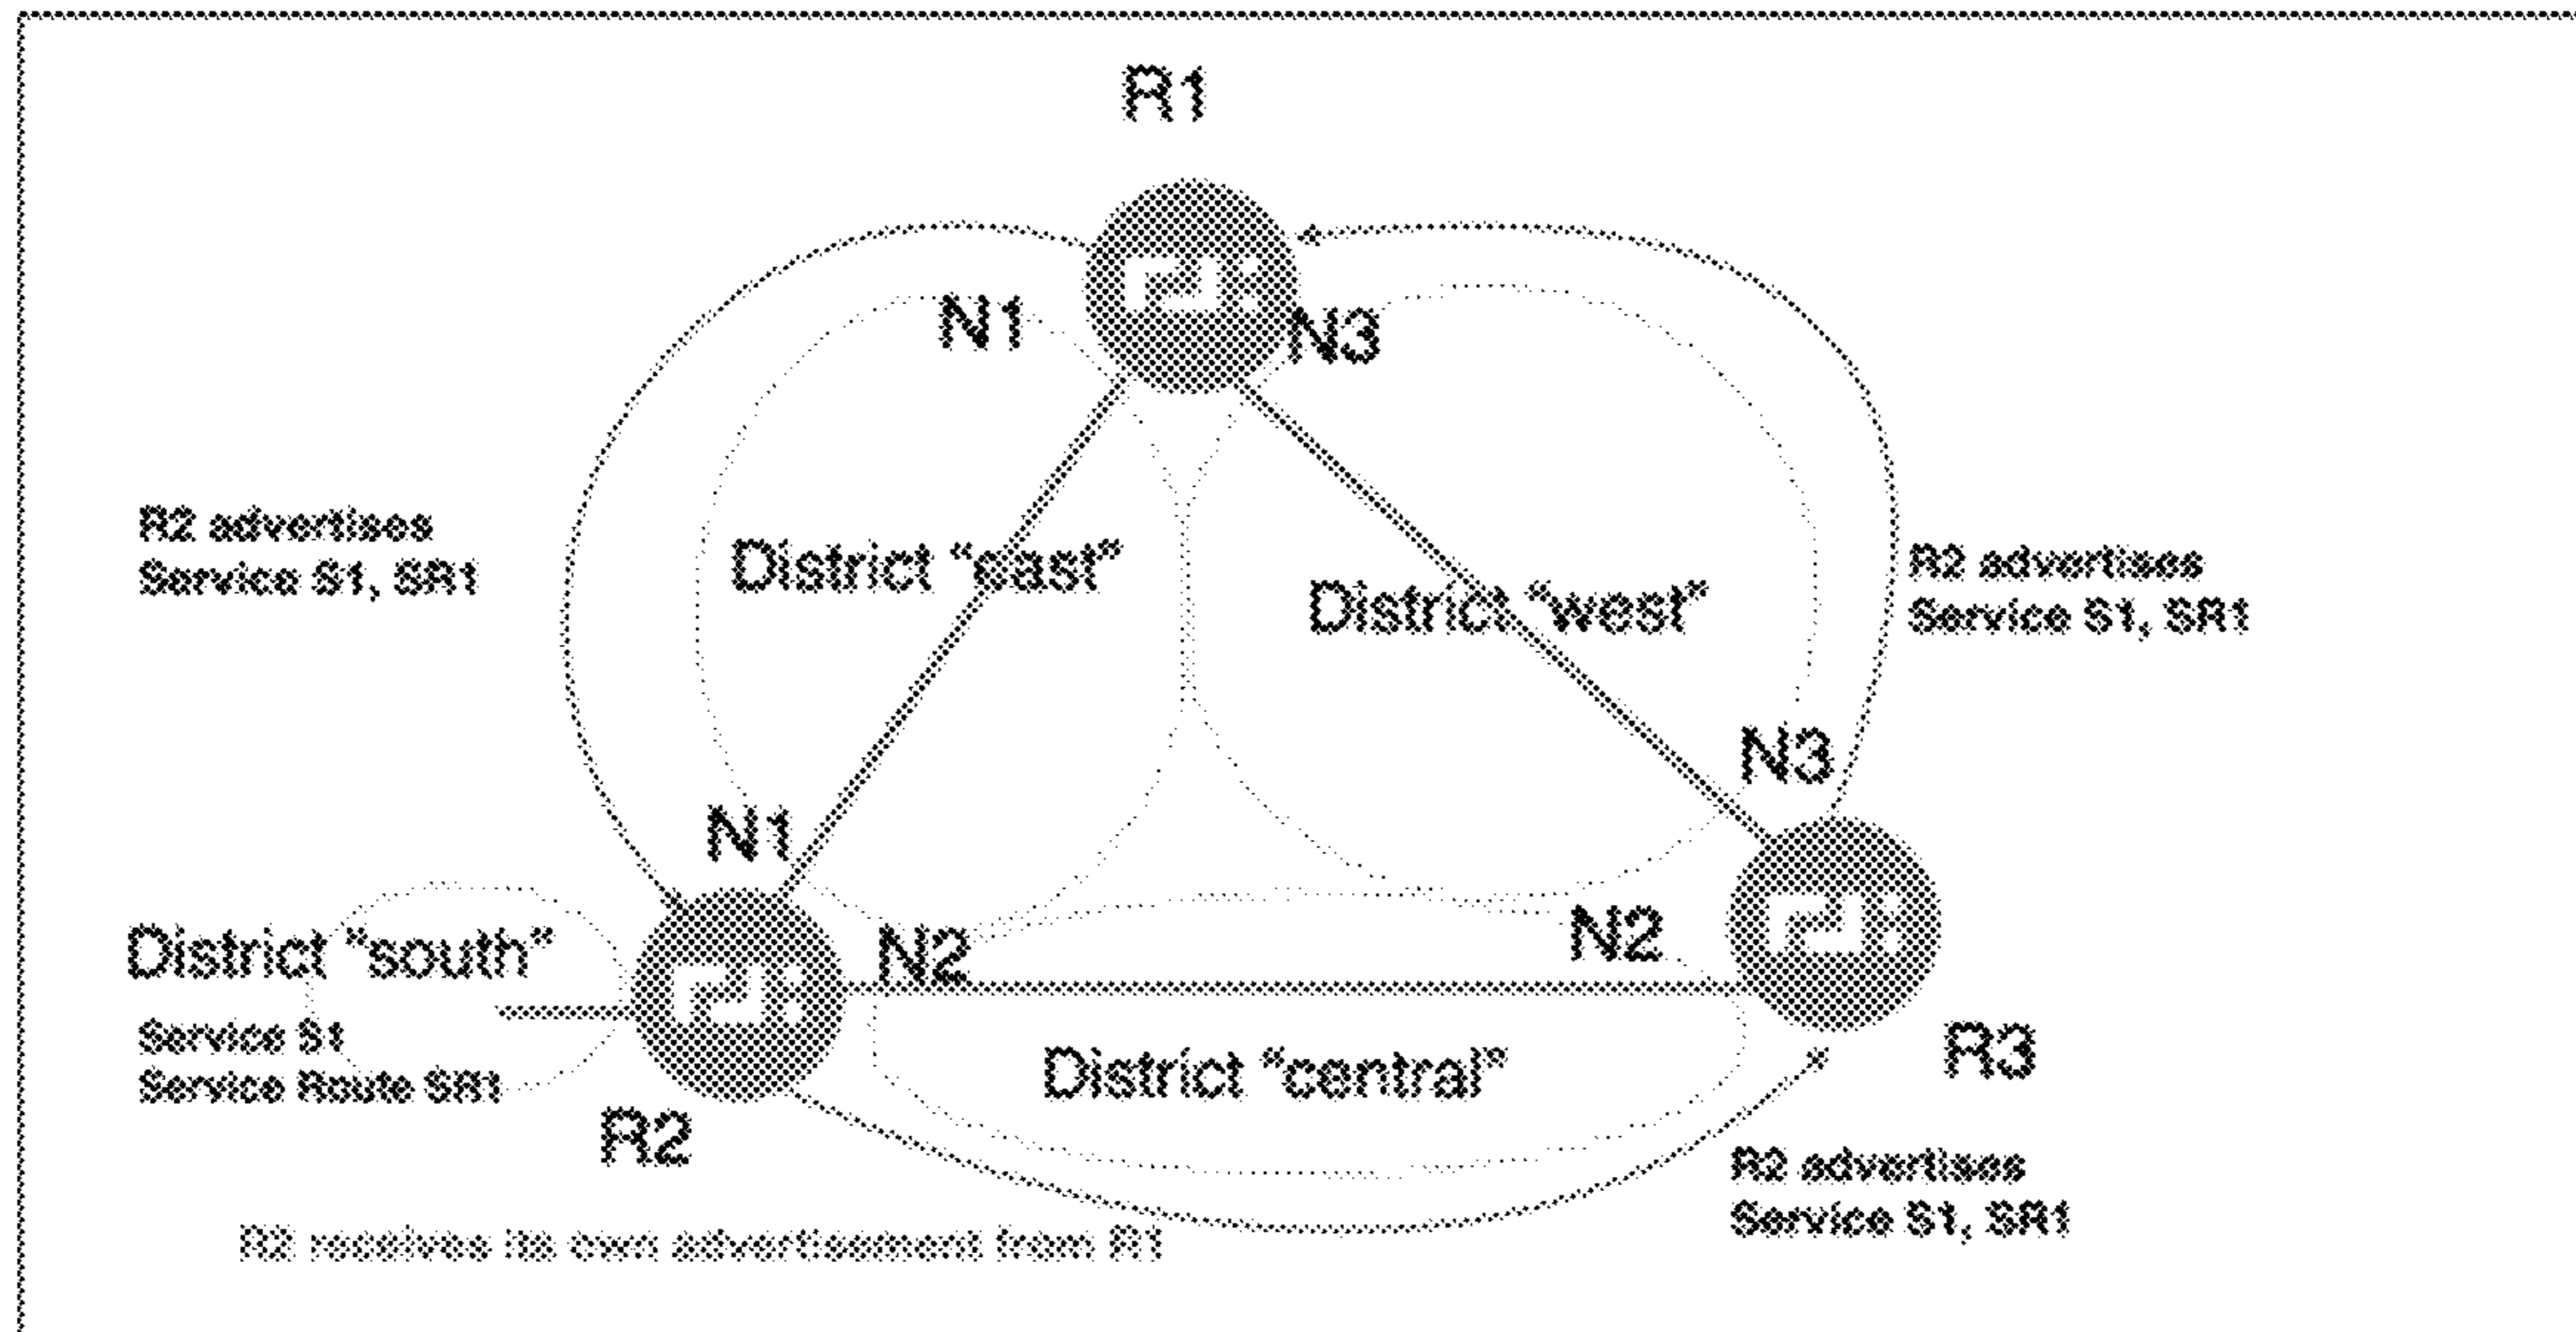 R1
N1
N3
R2 advertises
Service S1, SR1
District "east"
District "west"
R2 advertises
Service S1, SR1
N3
N1
N2
N2
District "south"
Service S1
Service Route SR1
District "central"
R3
R2
R2 advertises
Service S1, SR1
R2 receives its own advertisement from R1